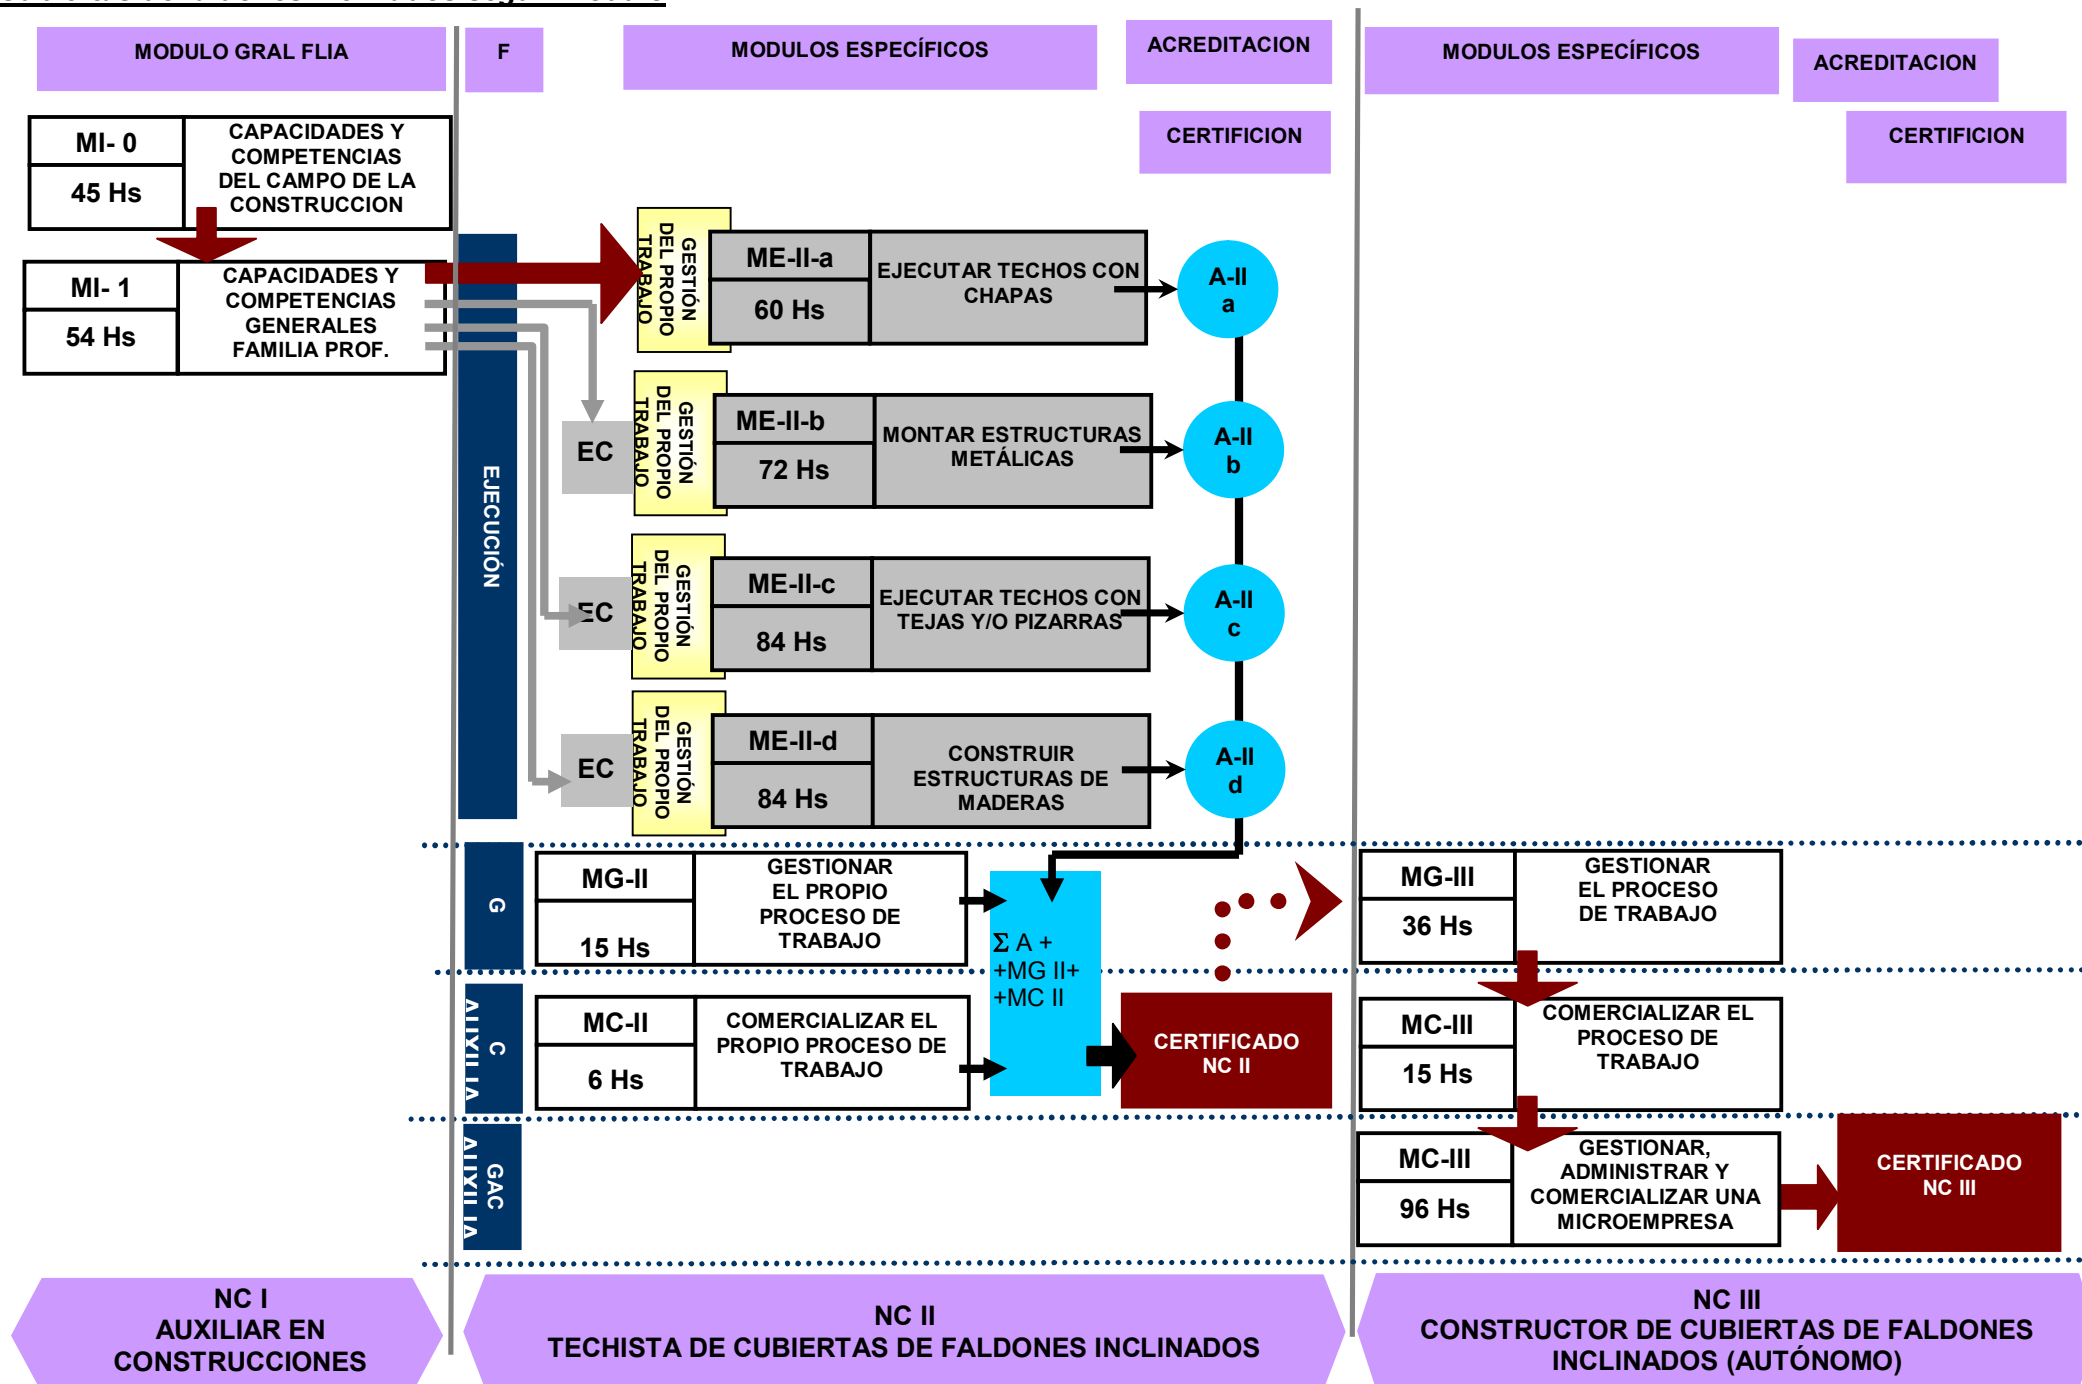 MODULO GRAL FLIA
F
MODULOS ESPECÍFICOS
ACREDITACION
MODULOS ESPECÍFICOS
ACREDITACION
CERTIFICION
CERTIFICION
MI- 0
45 Hs
CAPACIDADES Y
COMPETENCIAS
DEL CAMPO DE LA
CONSTRUCCION
MI- 1
54 Hs
CAPACIDADES Y
COMPETENCIAS
GENERALES
FAMILIA PROF.
EJECUCIÓN
GESTIÓN
DEL PROPIO
TRABAJO
ME-II-a
60 Hs
EJECUTAR TECHOS CON
CHAPAS
A-II
a
EC
GESTIÓN
DEL PROPIO
TRABAJO
ME-II-b
72 Hs
MONTAR ESTRUCTURAS
METÁLICAS
A-II
b
EC
GESTIÓN
DEL PROPIO
TRABAJO
ME-II-c
84 Hs
EJECUTAR TECHOS CON
TEJAS Y/O PIZARRAS
A-II
c
EC
GESTIÓN
DEL PROPIO
TRABAJO
ME-II-d
84 Hs
CONSTRUIR
ESTRUCTURAS DE
MADERAS
A-II
d
G
MG-II
15 Hs
GESTIONAR
EL PROPIO
PROCESO DE
TRABAJO
Σ A +
+MG II+
+MC II
MG-III
36 Hs
GESTIONAR
EL PROCESO
DE TRABAJO
C
MC-II
6 Hs
COMERCIALIZAR EL
PROPIO PROCESO DE
TRABAJO
CERTIFICADO
NC II
MC-III
15 Hs
COMERCIALIZAR EL
PROCESO DE
TRABAJO
GAC
MC-III
96 Hs
GESTIONAR,
ADMINISTRAR Y
COMERCIALIZAR UNA
MICROEMPRESA
CERTIFICADO
NC III
NC I
AUXILIAR EN
CONSTRUCCIONES
NC II
TECHISTA DE CUBIERTAS DE FALDONES INCLINADOS
NC III
CONSTRUCTOR DE CUBIERTAS DE FALDONES
INCLINADOS (AUTÓNOMO)